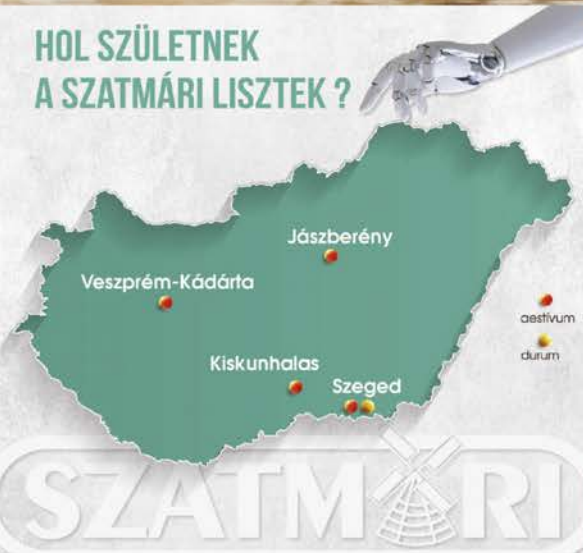 HOL SZÜLETNEK
A SZATMÁRI LISZTEK ?
Jászberény
Veszprém-Kádárta
aestivum
durum
Kiskunhalas
Szeged
SZATMÁRI